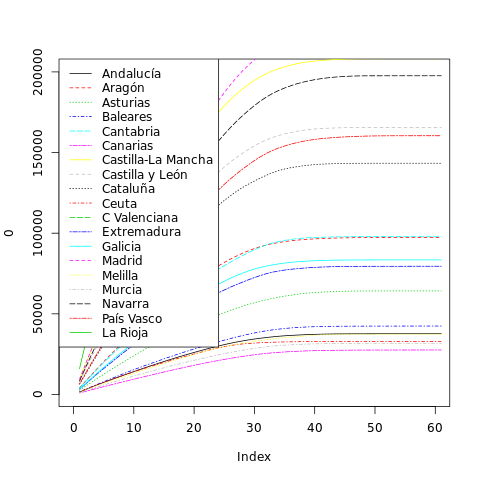 200000
150000
100000
50000
0
0
Andalucía
Aragón
Asturias
Baleares
Cantabria
Canarias
Castilla-La Mancha
Castilla y León
Cataluña
Ceuta
C Valenciana
Extremadura
Galicia
Madrid
Melilla
Murcia
Navarra
País Vasco
La Rioja
0 10 20 30 40 50 60
Index